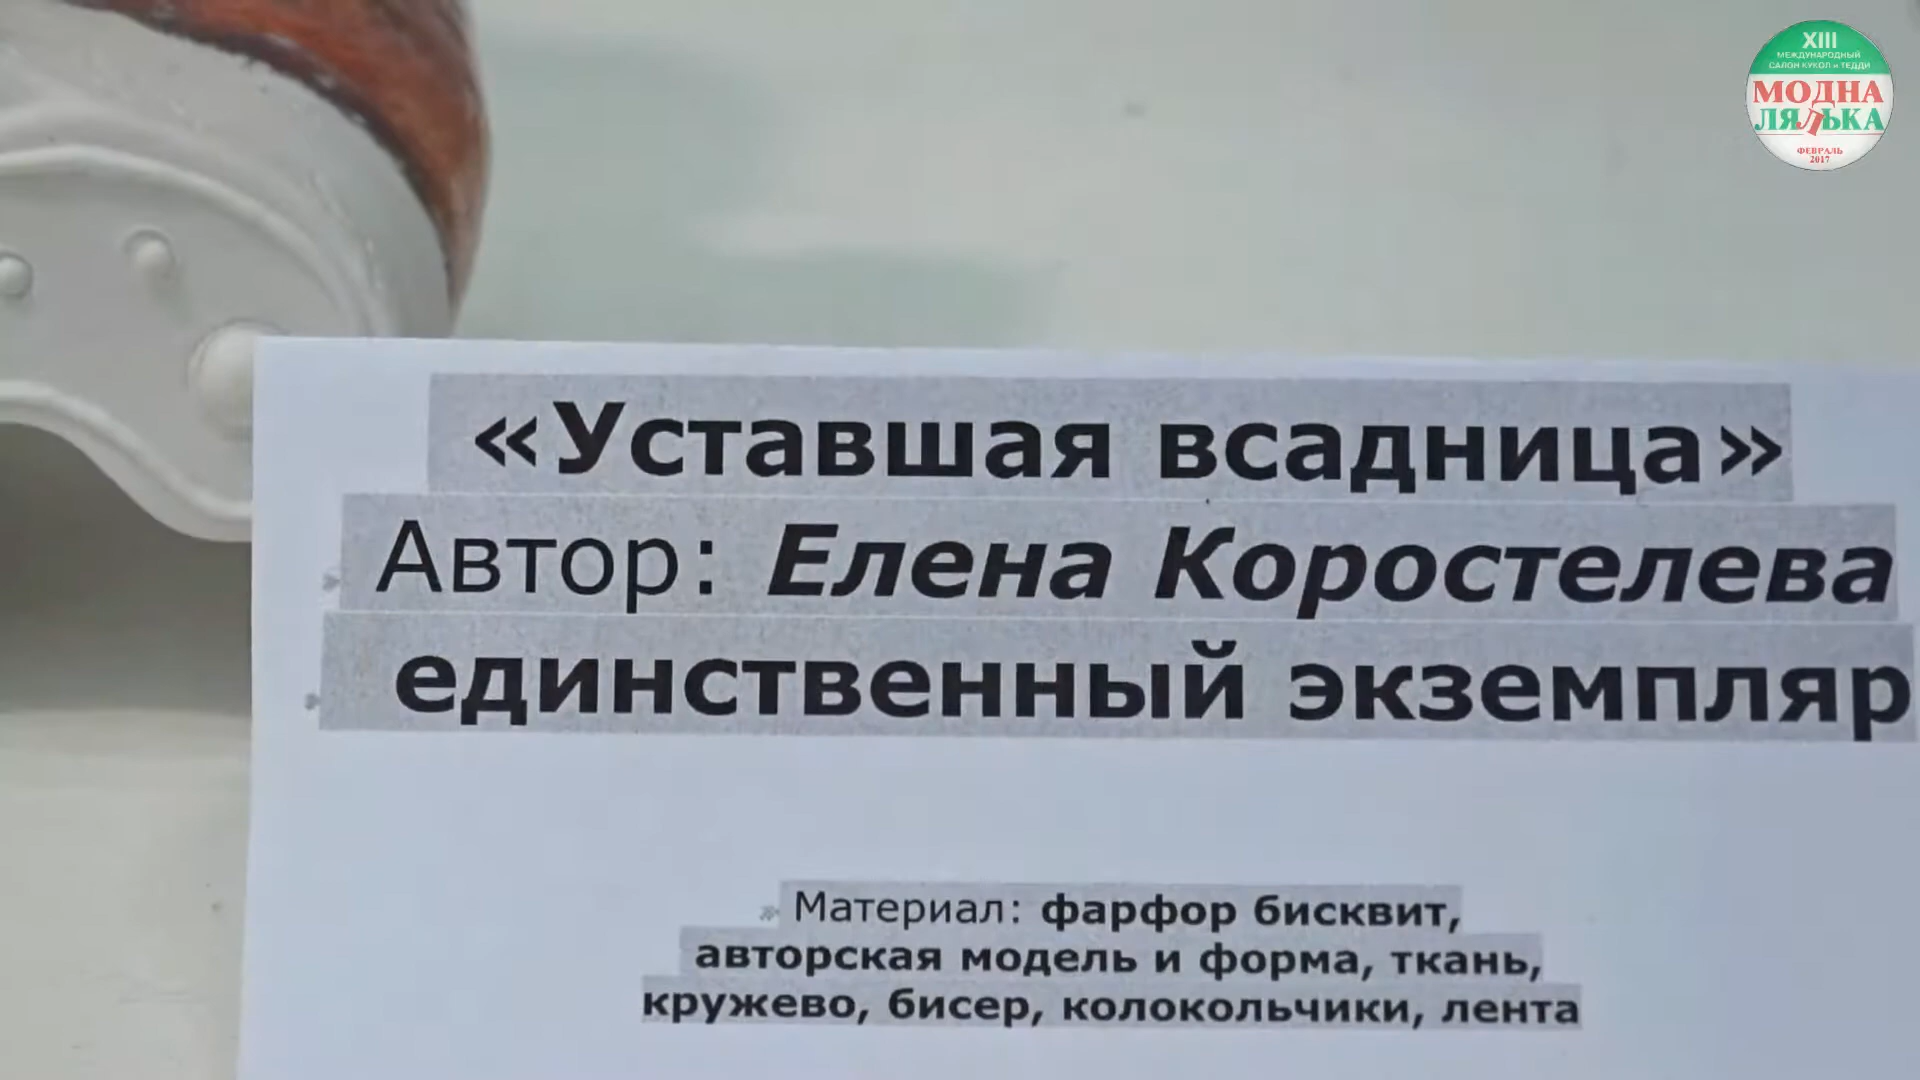 XIII
МЕЖДУНАРОДНЫЙ
САЛОН КУКОЛ и ТЕДДИ
МОДНА
ЛЯЛЬКА
ФЕВРАЛЬ
2017
«Уставшая всадница»
Автор: Елена Коростелева
единственный экземпляр
Материал: фарфор бисквит,
авторская модель и форма, ткань,
кружево, бисер, колокольчики, лента